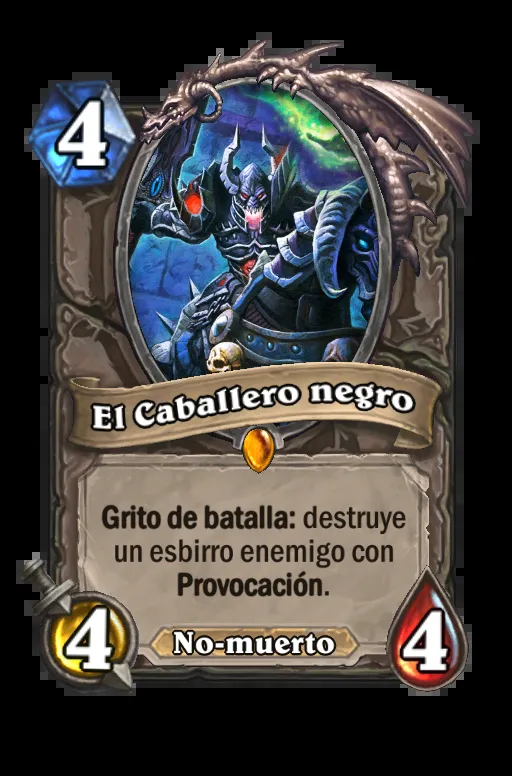 4
El Caballero negro
Grito de batalla: destruye
un esbirro enemigo con
Provocación.
4
No-muerto
4